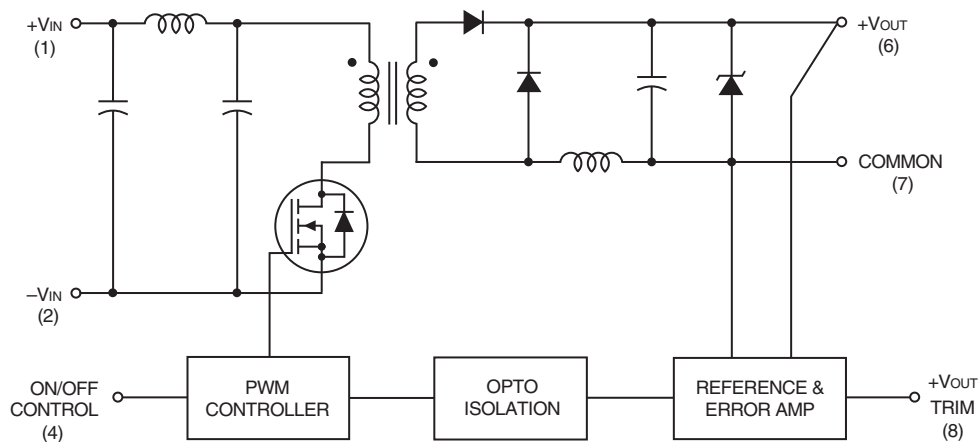 +VIN
(1)
+VOUT
(6)
COMMON
(7)
–VIN
(2)
ON/OFF
CONTROL
(4)
PWM
CONTROLLER
OPTO
ISOLATION
REFERENCE &
ERROR AMP
+VOUT
TRIM
(8)